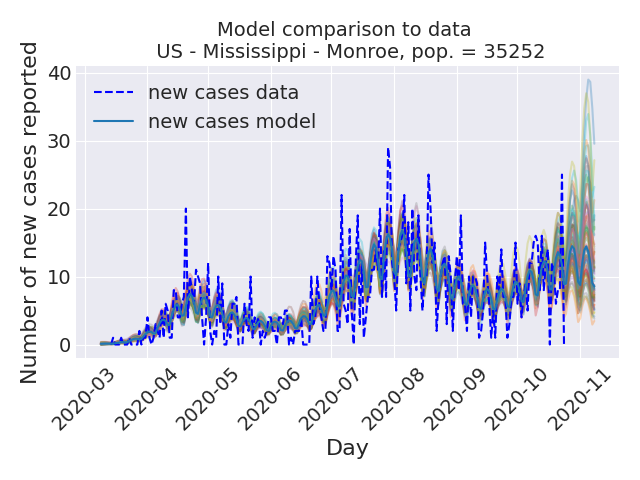 Model comparison to data
US - Mississippi - Monroe, pop. = 35252
Number of new cases reported
40
30
20
10
0
new cases data
new cases model
2020-03
2020-04
2020-05
2020-06
2020-07
2020-08
2020-09
2020-10
2020-11
Day